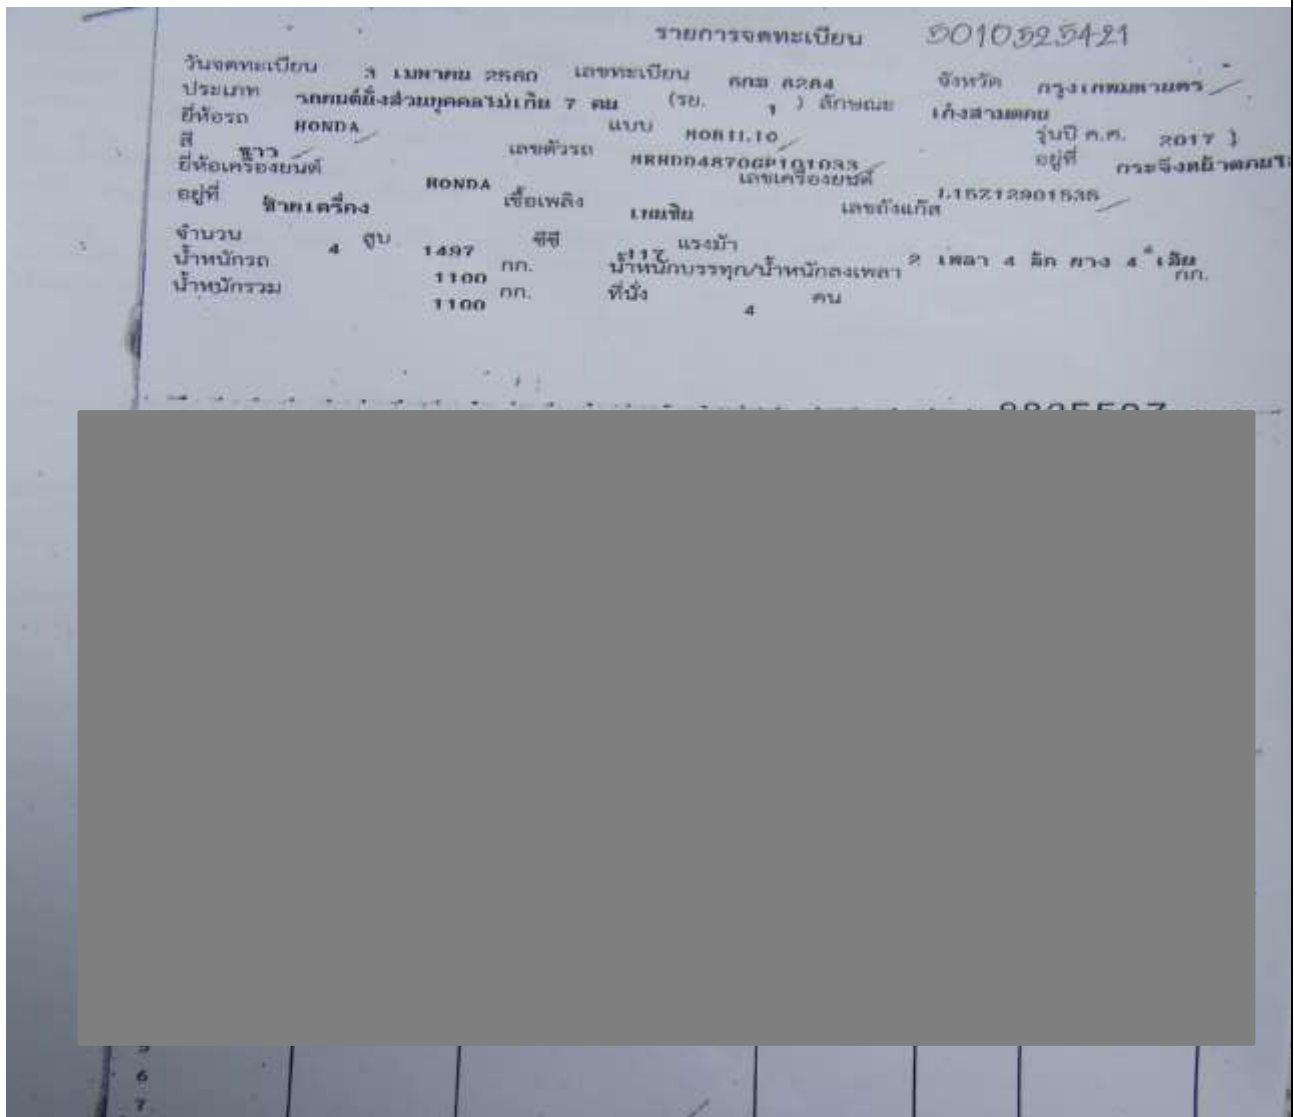 รายการจดทะเบียน 5010525421
วันจดทะเบียน 3 เมษายน 2560 เลขทะเบียน 6284 จังหวัด กรุงเทพมหานคร
ประเภท รถยนต์นั่งส่วนบุคคลไม่เกิน 7 คน (รย. 1 ) ลักษณะ เก๋งสามตอน
ยี่ห้อรถ HONDA แบบ รุ่นปี ค.ศ. 2017
สี ขาว เลขตัวรถ อยู่ที่
ยี่ห้อเครื่องยนต์ HONDA เลขเครื่องยนต์ L15Z12901535
อยู่ที่ ซ้ายเครื่อง เชื้อเพลิง เบนซิน เลขถังแก๊ส
จำนวน 4 สูบ 1497 ซีซี 117 แรงม้า 2 เพลา 4 ล้อ ยาง 4 เส้น
น้ำหนักรถ 1100 กก. น้ำหนักบรรทุก/น้ำหนักลงเพลา กก.
น้ำหนักรวม 1100 กก. ที่นั่ง 4 คน
6
7